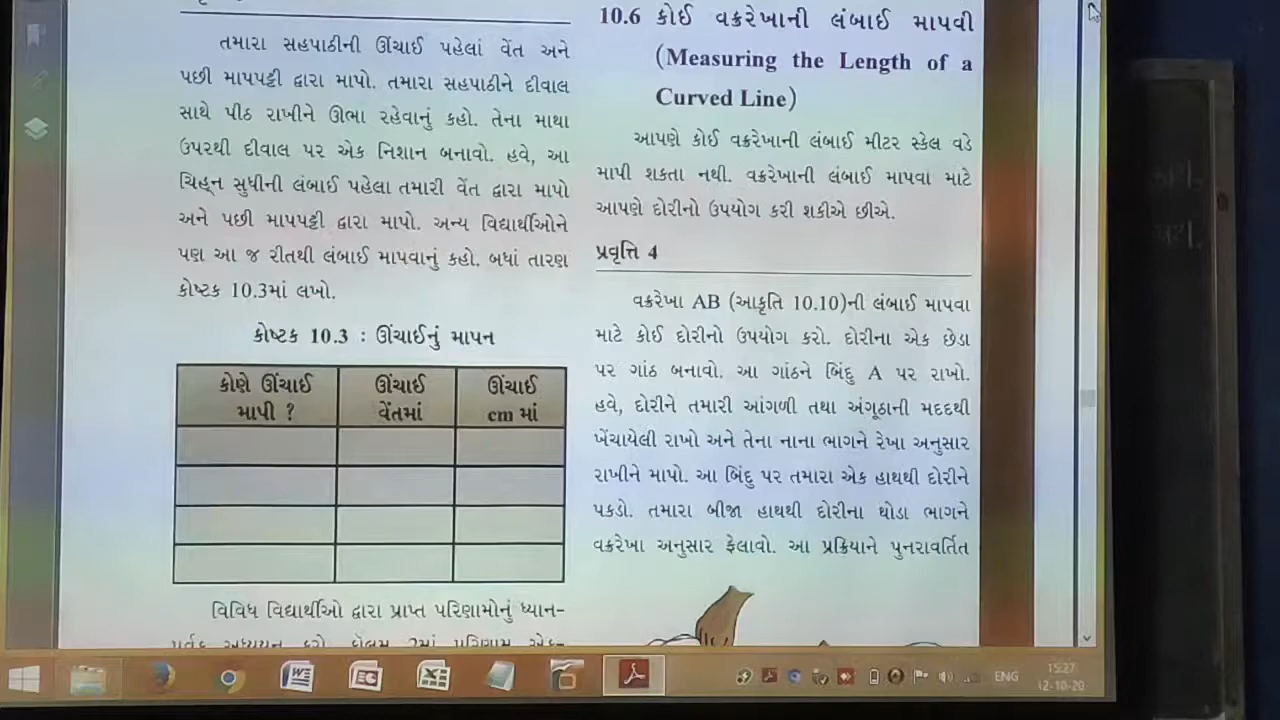 તમારા સહપાઠીની ઊંચાઈ પહેલાં વેંત અને
પછી માપપટ્ટી દ્વારા માપો. તમારા સહપાઠીને દીવાલ
સાથે પીઠ રાખીને ઊભા રહેવાનું કહો. તેના માથા
ઉપરથી દીવાલ પર એક નિશાન બનાવો. હવે, આ
ચિહ્ન સુધીની લંબાઈ પહેલા તમારી વેંત દ્વારા માપો
અને પછી માપપટ્ટી દ્વારા માપો. અન્ય વિદ્યાર્થીઓને
પણ આ જ રીતથી લંબાઈ માપવાનું કહો. બધાં તારણ
કોષ્ટક 10.3માં લખો.
કોષ્ટક 10.3 : ઊંચાઈનું માપન
કોણે ઊંચાઈ માપી ?
ઊંચાઈ વેંતમાં
ઊંચાઈ cm માં
વિવિધ વિદ્યાર્થીઓ દ્વારા પ્રાપ્ત પરિણામોનું ધ્યાન-
10.6 કોઈ વક્રરેખાની લંબાઈ માપવી
(Measuring the Length of a
Curved Line)
આપણે કોઈ વક્રરેખાની લંબાઈ મીટર સ્કેલ વડે
માપી શકતા નથી. વક્રરેખાની લંબાઈ માપવા માટે
આપણે દોરીનો ઉપયોગ કરી શકીએ છીએ.
પ્રવૃત્તિ 4
વક્રરેખા AB (આકૃતિ 10.10)ની લંબાઈ માપવા
માટે કોઈ દોરીનો ઉપયોગ કરો. દોરીના એક છેડા
પર ગાંઠ બનાવો. આ ગાંઠને બિંદુ A પર રાખો.
હવે, દોરીને તમારી આંગળી તથા અંગૂઠાની મદદથી
ખેંચાયેલી રાખો અને તેના નાના ભાગને રેખા અનુસાર
રાખીને માપો. આ બિંદુ પર તમારા એક હાથથી દોરીને
પકડો. તમારા બીજા હાથથી દોરીના થોડા ભાગને
વક્રરેખા અનુસાર ફેલાવો. આ પ્રક્રિયાને પુનરાવર્તિત
ENG
15:27
12-10-20